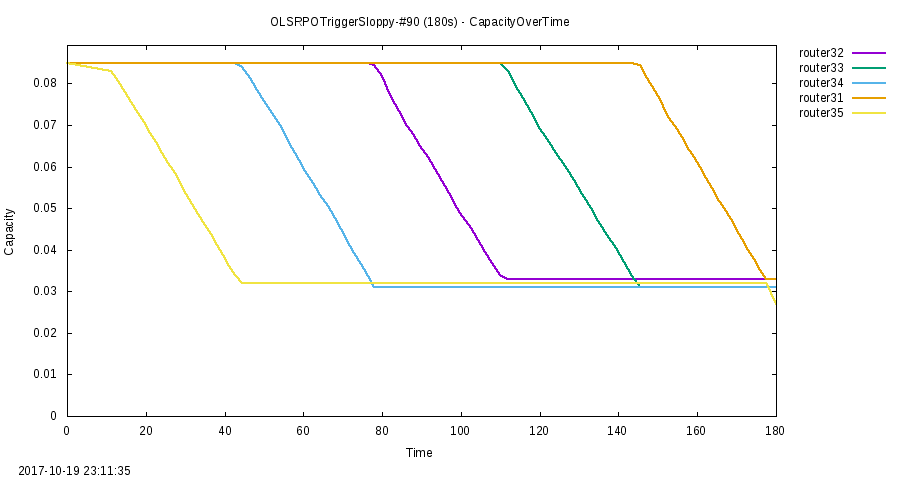 OLSRPOTriggerSloppy-#90 (180s) - CapacityOverTime
router32
router33
router34
router31
router35
0.08
0.07
0.06
0.05
0.04
0.03
0.02
0.01
0
Capacity
0 20 40 60 80 100 120 140 160 180
Time
2017-10-19 23:11:35